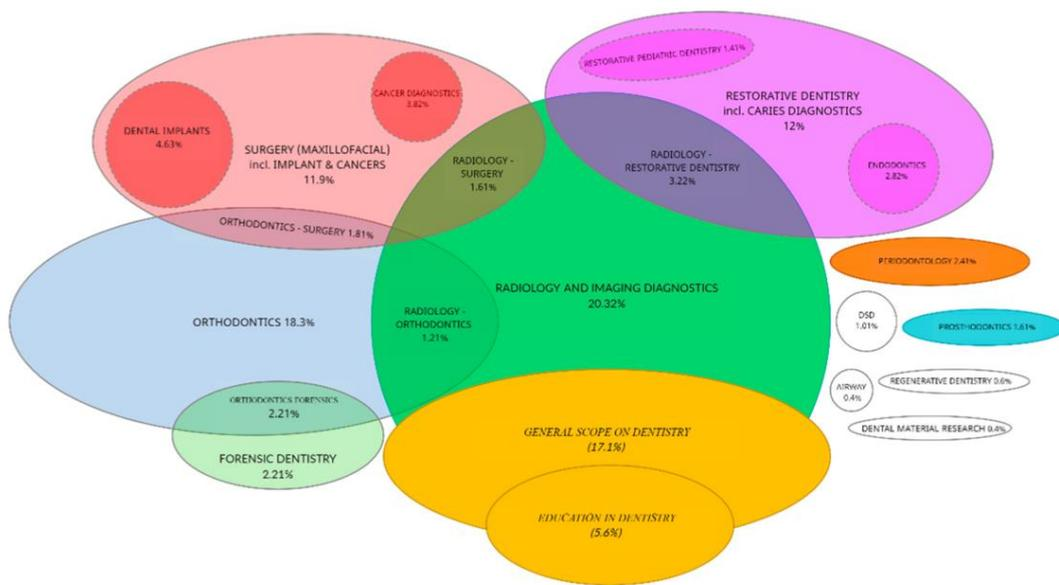 RESTORATIVE PEDIATRIC DENTISTRY 1.41%
CANCER DIAGNOSTICS
3.82%
DENTAL IMPLANTS
4.63%
SURGERY (MAXILLOFACIAL)
incl. IMPLANT & CANCERS
11.9%
RESTORATIVE DENTISTRY
incl. CARIES DIAGNOSTICS
12%
RADIOLOGY -
SURGERY
1.61%
RADIOLOGY -
RESTORATIVE DENTISTRY
3.22%
ENDODONTICS
2.82%
ORTHODONTICS - SURGERY 1.81%
PERIODONTOLOGY 2.41%
RADIOLOGY AND IMAGING DIAGNOSTICS
20.32%
ORTHODONTICS 18.3%
RADIOLOGY -
ORTHODONTICS
1.21%
DSD
1.01%
PROSTHODONTICS 1.61%
AIRWAY
0.4%
REGENERATIVE DENTISTRY 0.6%
ORTHODONTICS FORENSICS
2.21%
DENTAL MATERIAL RESEARCH 0.4%
GENERAL SCOPE ON DENTISTRY
(17.1%)
FORENSIC DENTISTRY
2.21%
EDUCATION IN DENTISTRY
(5.6%)